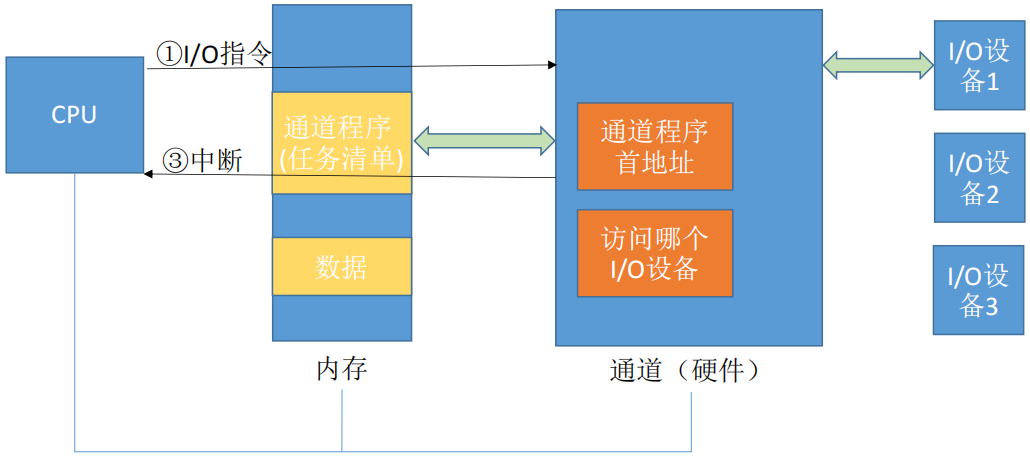 ①I/O指令
CPU
通道程序
(任务清单)
③中断
数据
内存
通道程序
首地址
访问哪个
I/O设备
通道（硬件）
I/O设
备1
I/O设
备2
I/O设
备3